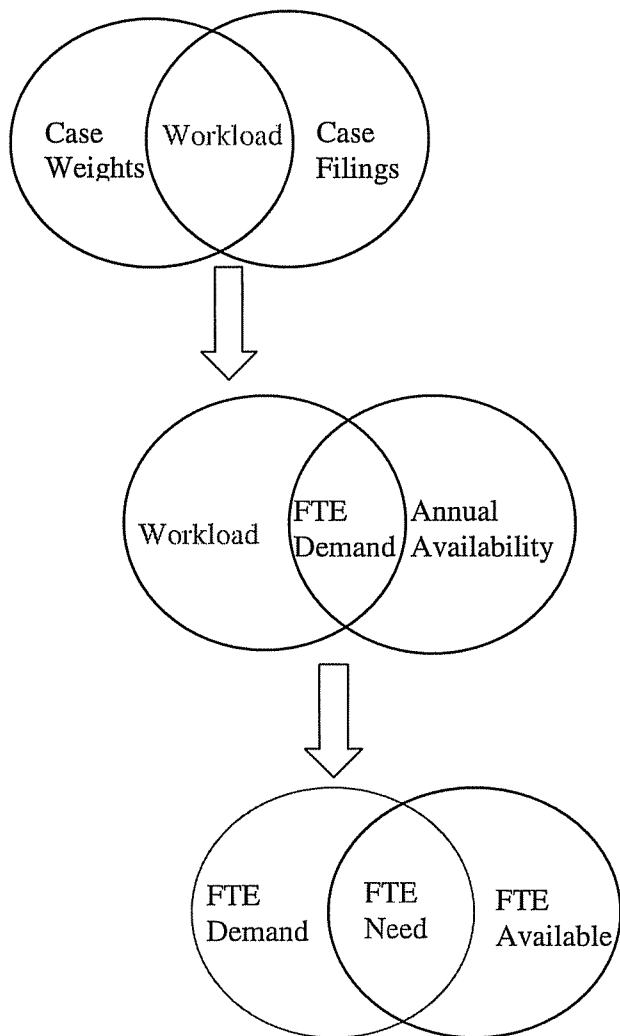 Case Weights
Workload
Case Filings
Workload
FTE Demand
Annual Availability
FTE Demand
FTE Need
FTE Available